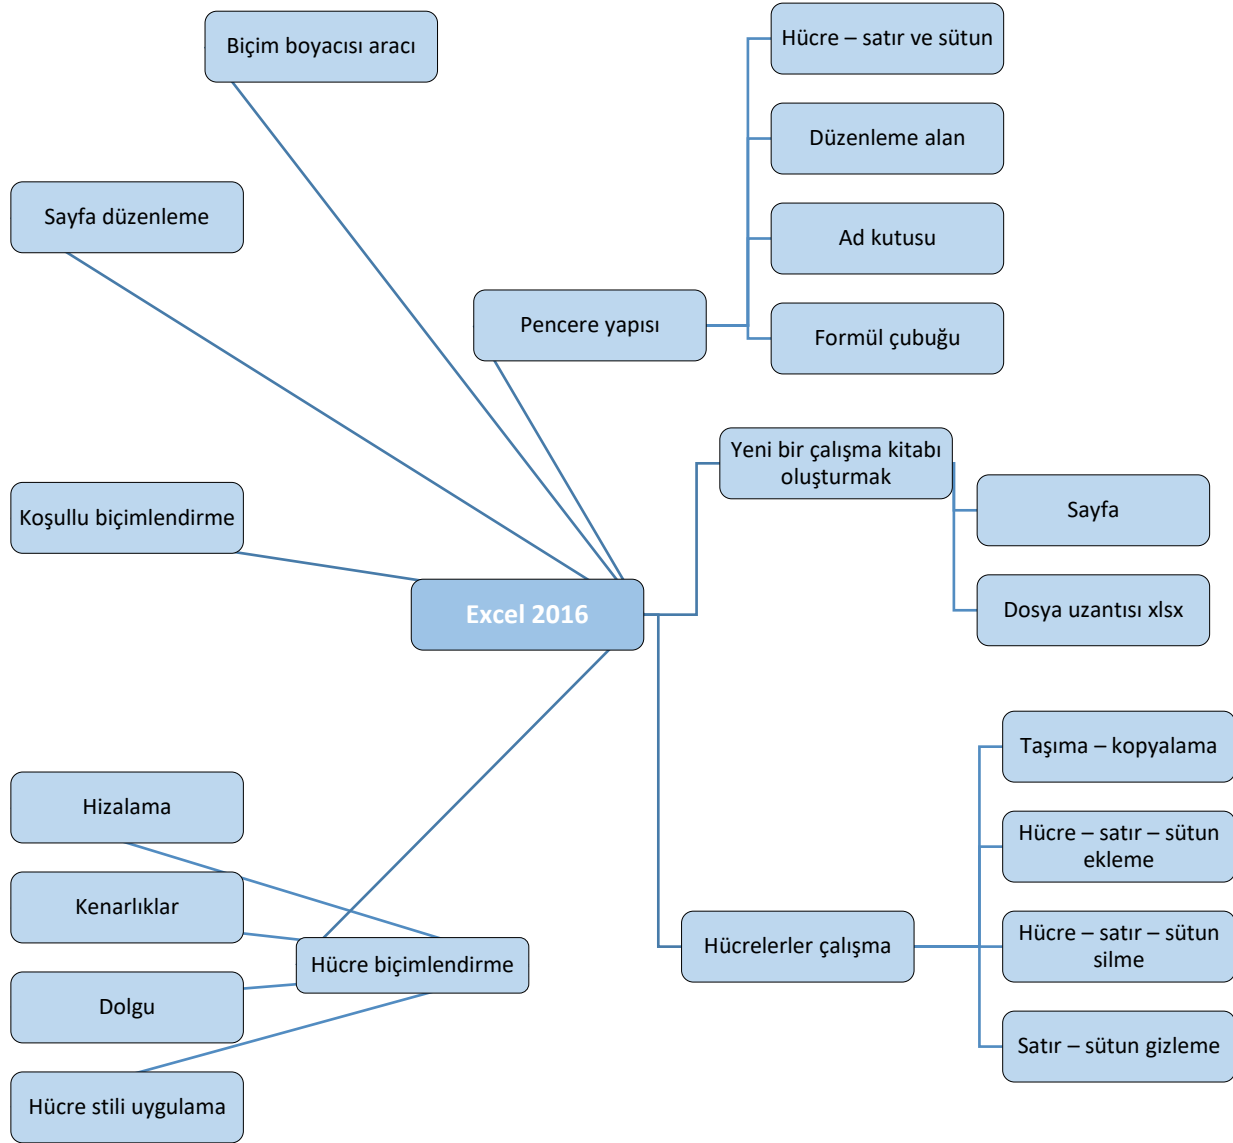 Biçim boyacısı aracı
Hücre – satır ve sütun
Düzenleme alan
Sayfa düzenleme
Ad kutusu
Pencere yapısı
Formül çubuğu
Yeni bir çalışma kitabı
oluşturmak
Sayfa
Koşullu biçimlendirme
Dosya uzantısı xlsx
Excel 2016
Taşıma – kopyalama
Hizalama
Hücre – satır – sütun
ekleme
Kenarlıklar
Hücrelerler çalışma
Hücre – satır – sütun
silme
Hücre biçimlendirme
Dolgu
Satır – sütun gizleme
Hücre stili uygulama